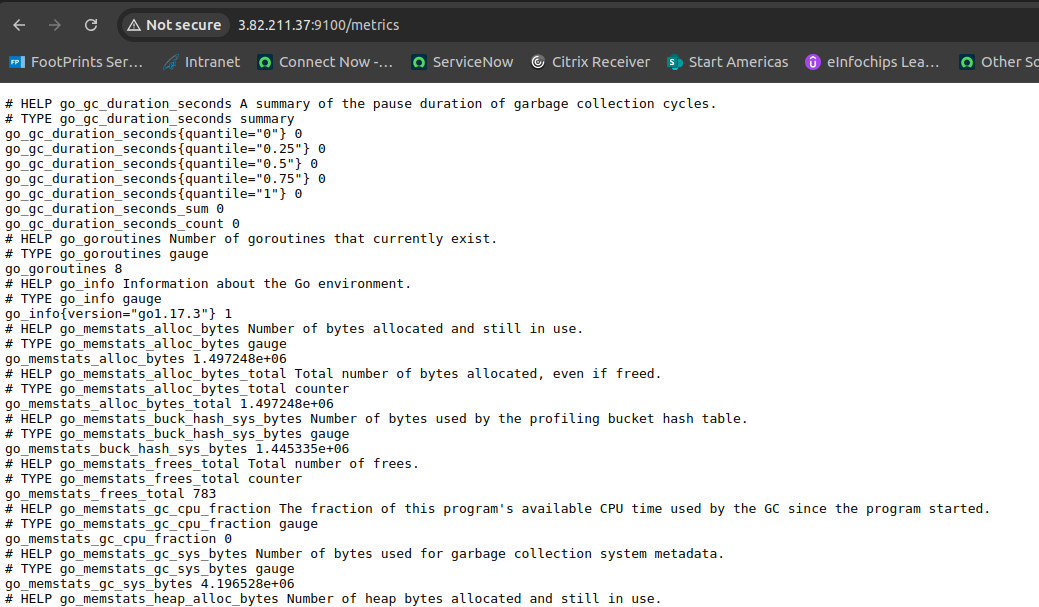 Not secure 3.82.211.37:9100/metrics
FootPrints Ser... Intranet Connect Now -... ServiceNow Citrix Receiver Start Americas eInfochips Lea... Other Sc
# HELP go_gc_duration_seconds A summary of the pause duration of garbage collection cycles.
# TYPE go_gc_duration_seconds summary
go_gc_duration_seconds{quantile="0"} 0
go_gc_duration_seconds{quantile="0.25"} 0
go_gc_duration_seconds{quantile="0.5"} 0
go_gc_duration_seconds{quantile="0.75"} 0
go_gc_duration_seconds{quantile="1"} 0
go_gc_duration_seconds_sum 0
go_gc_duration_seconds_count 0
# HELP go_goroutines Number of goroutines that currently exist.
# TYPE go_goroutines gauge
go_goroutines 8
# HELP go_info Information about the Go environment.
# TYPE go_info gauge
go_info{version="go1.17.3"} 1
# HELP go_memstats_alloc_bytes Number of bytes allocated and still in use.
# TYPE go_memstats_alloc_bytes gauge
go_memstats_alloc_bytes 1.497248e+06
# HELP go_memstats_alloc_bytes_total Total number of bytes allocated, even if freed.
# TYPE go_memstats_alloc_bytes_total counter
go_memstats_alloc_bytes_total 1.497248e+06
# HELP go_memstats_buck_hash_sys_bytes Number of bytes used by the profiling bucket hash table.
# TYPE go_memstats_buck_hash_sys_bytes gauge
go_memstats_buck_hash_sys_bytes 1.445335e+06
# HELP go_memstats_frees_total Total number of frees.
# TYPE go_memstats_frees_total counter
go_memstats_frees_total 783
# HELP go_memstats_gc_cpu_fraction The fraction of this program's available CPU time used by the GC since the program started.
# TYPE go_memstats_gc_cpu_fraction gauge
go_memstats_gc_cpu_fraction 0
# HELP go_memstats_gc_sys_bytes Number of bytes used for garbage collection system metadata.
# TYPE go_memstats_gc_sys_bytes gauge
go_memstats_gc_sys_bytes 4.196528e+06
# HELP go_memstats_heap_alloc_bytes Number of heap bytes allocated and still in use.